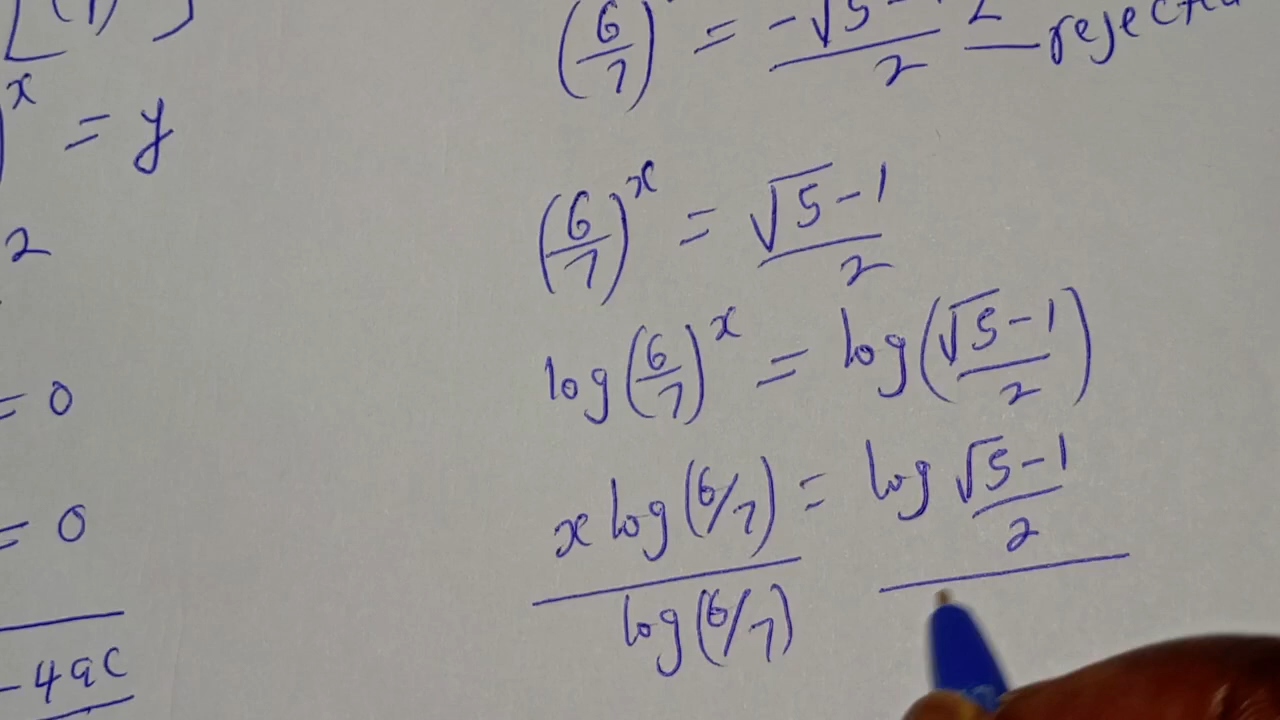 )^x = y
2
= 0
= 0
-4ac
(6/7) = -√5-1/2 rejected
(6/7)^x = √5-1/2
log(6/7)^x = log(√5-1/2)
x log(6/7) = log √5-1/2
log(6/7)